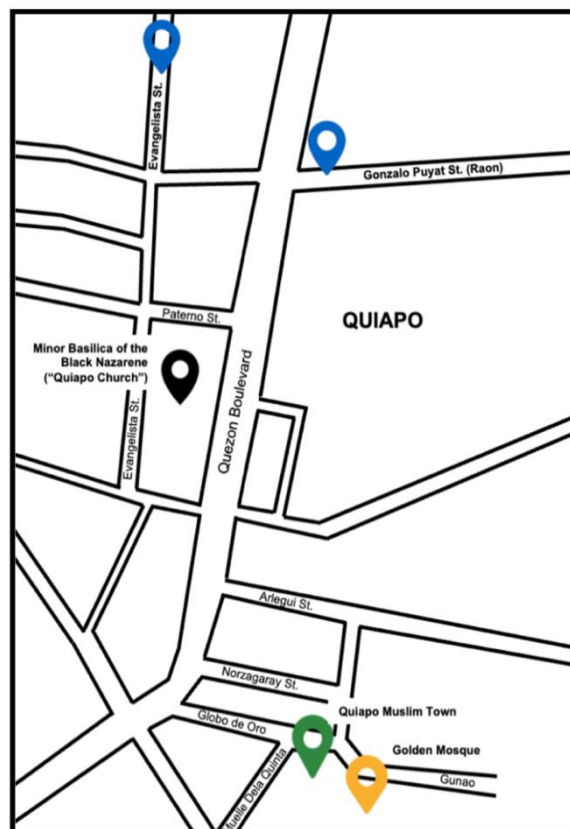 Evangelista St.
Gonzalo Puyat St. (Raon)
Paterno St.
QUIAPO
Minor Basilica of the
Black Nazarene
("Quiapo Church")
Quezon Boulevard
Evangelista St.
Arlegui St.
Norzagaray St.
Quiapo Muslim Town
Globo de Oro
Golden Mosque
Gunao
Muelle Dela Quinta